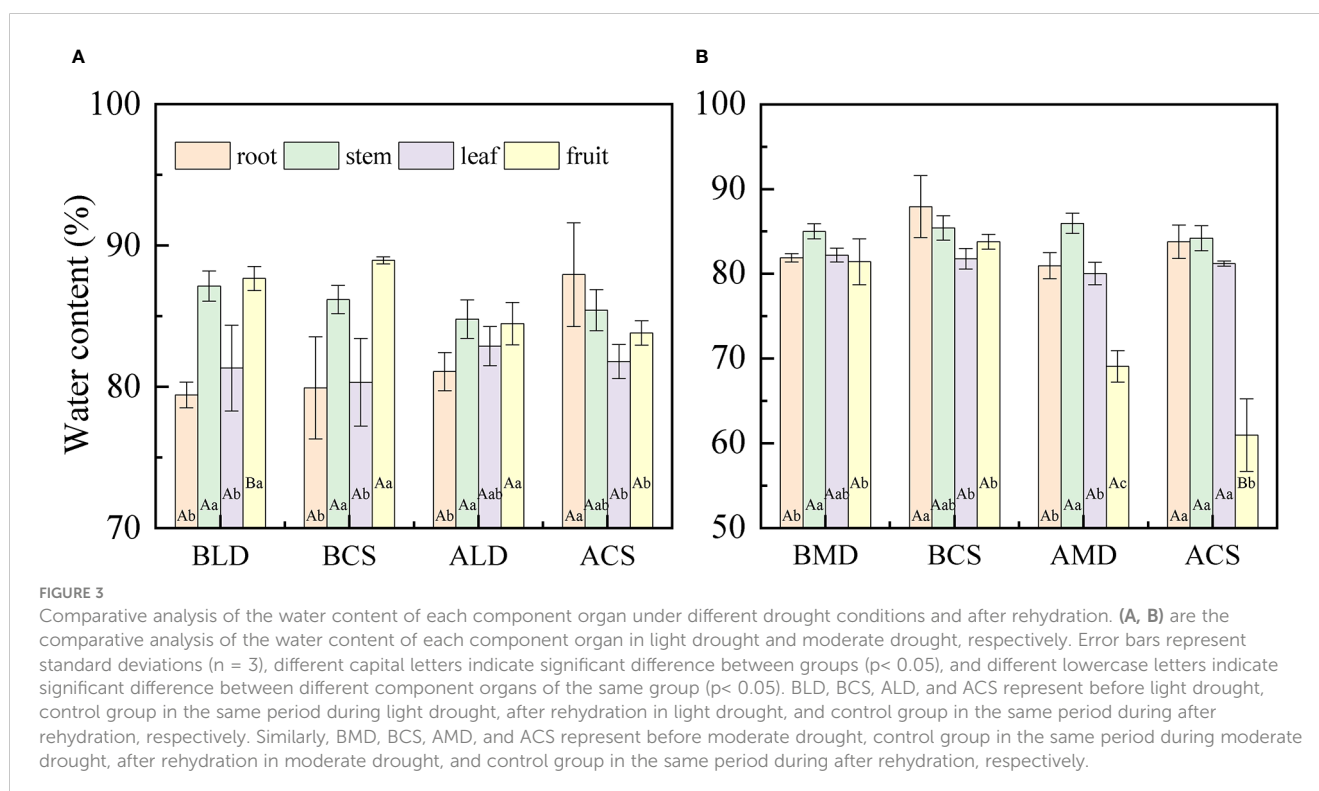 A
B
100
90
80
70
Water content (%)
root stem leaf fruit
Ab Aa Ab Ba
Ab Aa Ab Aa
Ab Aa Aab Aa
Aa Aab Ab Ab
BLD BCS ALD ACS
100
90
80
70
60
50
Ab Aa Aab Ab
Aa Aab Ab Ab
Ab Aa Ab Ac
Aa Aa Aa Bb
BMD BCS AMD ACS
FIGURE 3
Comparative analysis of the water content of each component organ under different drought conditions and after rehydration. (A, B) are the
comparative analysis of the water content of each component organ in light drought and moderate drought, respectively. Error bars represent
standard deviations (n = 3), different capital letters indicate significant difference between groups (p< 0.05), and different lowercase letters indicate
significant difference between different component organs of the same group (p< 0.05). BLD, BCS, ALD, and ACS represent before light drought,
control group in the same period during light drought, after rehydration in light drought, and control group in the same period during after
rehydration, respectively. Similarly, BMD, BCS, AMD, and ACS represent before moderate drought, control group in the same period during moderate
drought, after rehydration in moderate drought, and control group in the same period during after rehydration, respectively.